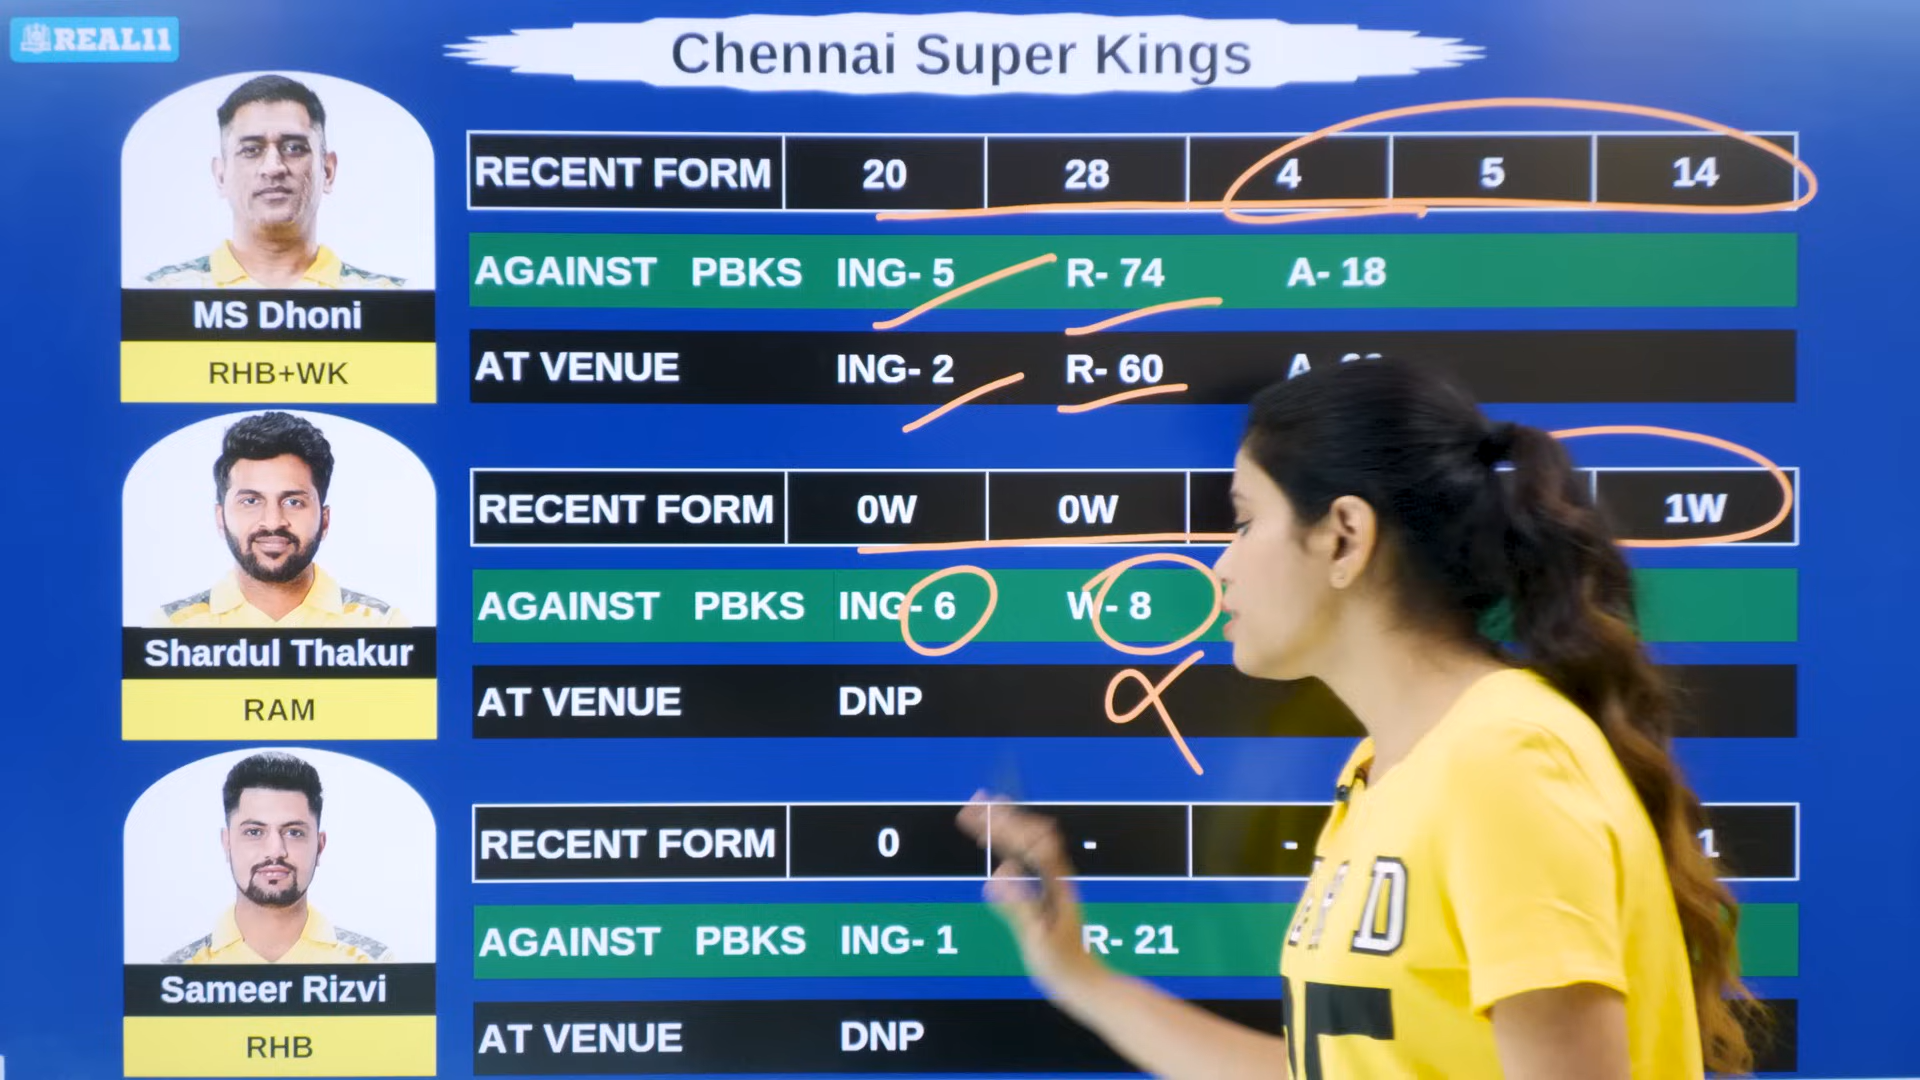 REAL11
Chennai Super Kings
RECENT FORM 20 28 4 5 14
AGAINST PBKS ING- 5 R- 74 A- 18
AT VENUE ING- 2 R- 60
MS Dhoni
RHB+WK
RECENT FORM 0W 0W 1W
AGAINST PBKS ING- 6 W- 8
AT VENUE DNP
Shardul Thakur
RAM
RECENT FORM 0 - - 1
AGAINST PBKS ING- 1 R- 21
AT VENUE DNP
Sameer Rizvi
RHB